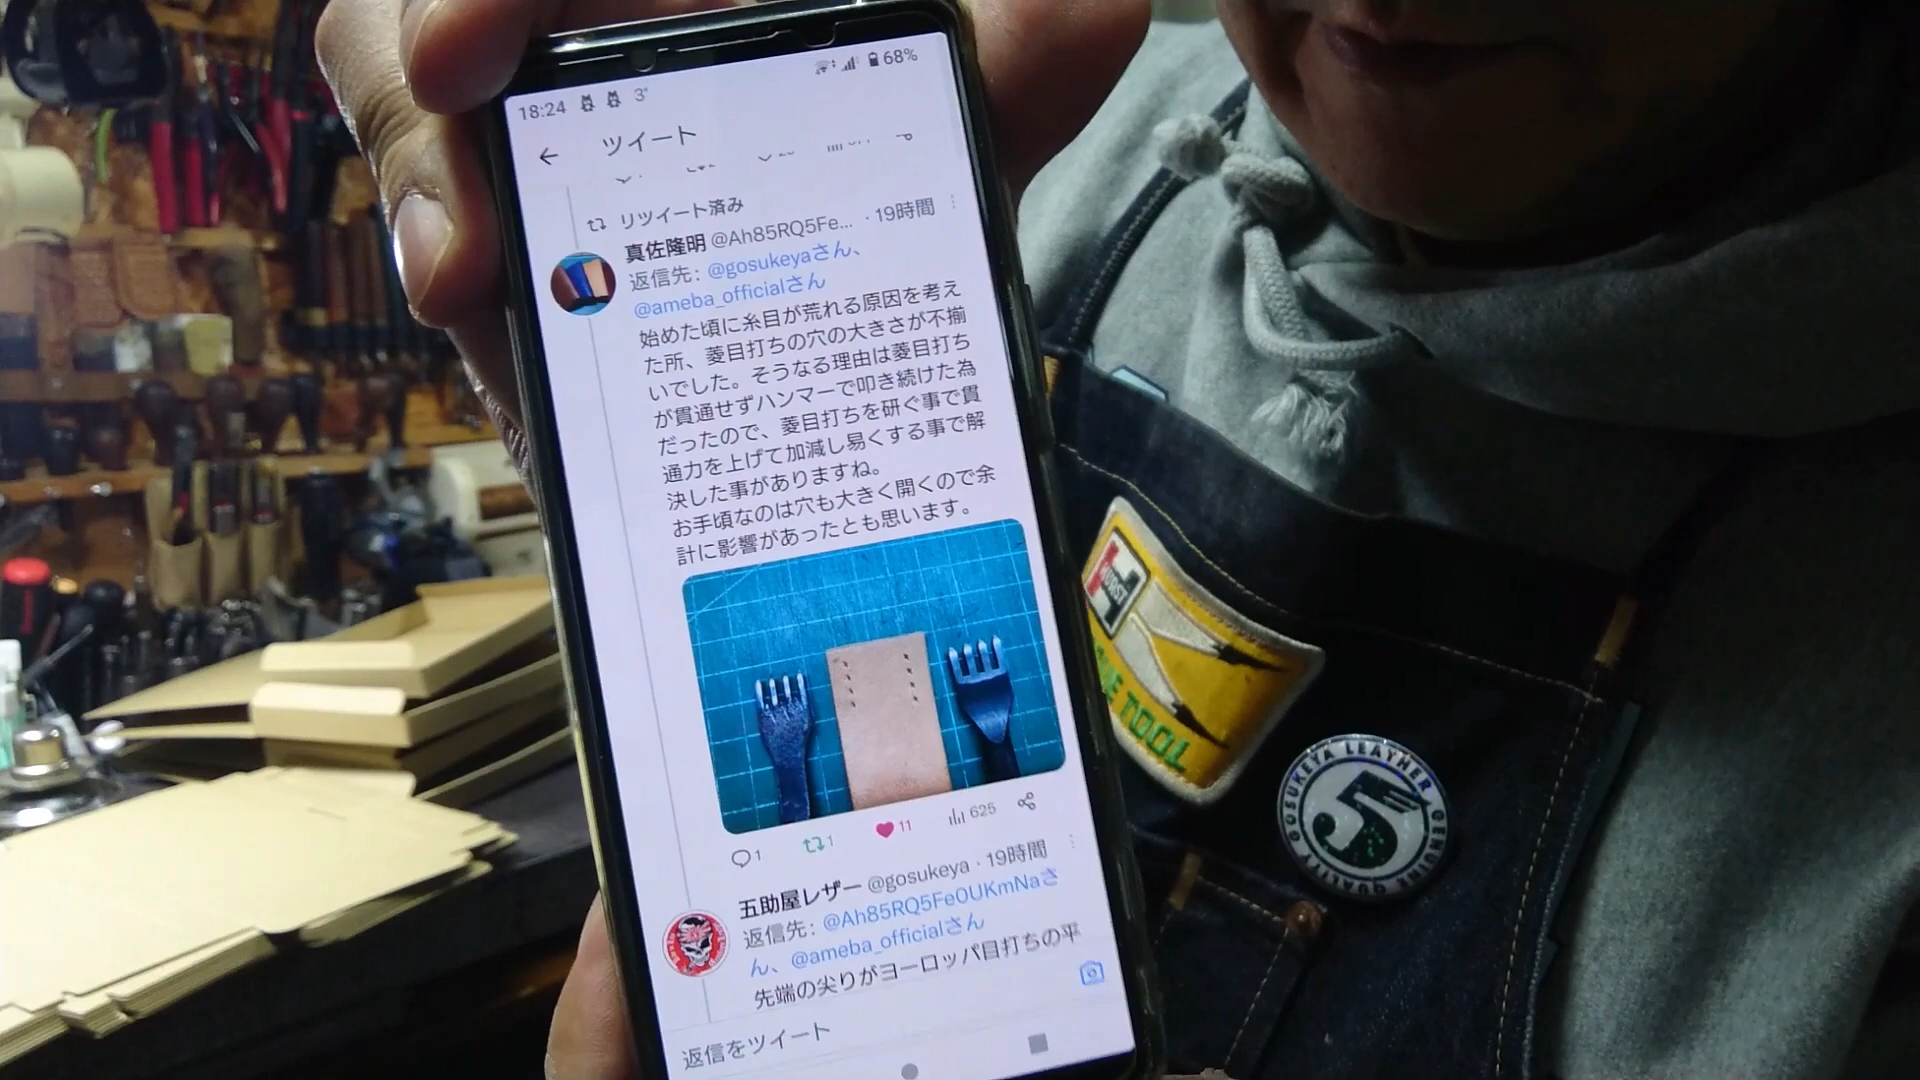 18:24
3°
68%
ツイート
リツイート済み
真佐隆明 @Ah85RQ5Fe... · 19時間
返信先: @gosukeyaさん、
@ameba_officialさん
始めた頃に糸目が荒れる原因を考え
た所、菱目打ちの穴の大きさが不揃
いでした。そうなる理由は菱目打ち
が貫通せずハンマーで叩き続けた為
だったので、菱目打ちを研ぐ事で貫
通力を上げて加減し易くする事で解
決した事がありますね。
お手頃なのは穴も大きく開くので余
計に影響があったとも思います。
1 1 11 625
五助屋レザー @gosukeya · 19時間
返信先: @Ah85RQ5Fe0UKmNaさ
ん、@ameba_officialさん
先端の尖りがヨーロッパ目打ちの平
返信をツイート
HURST
TOOL
GOSUKEYA LEATHER
5
GENUINE QUALITY